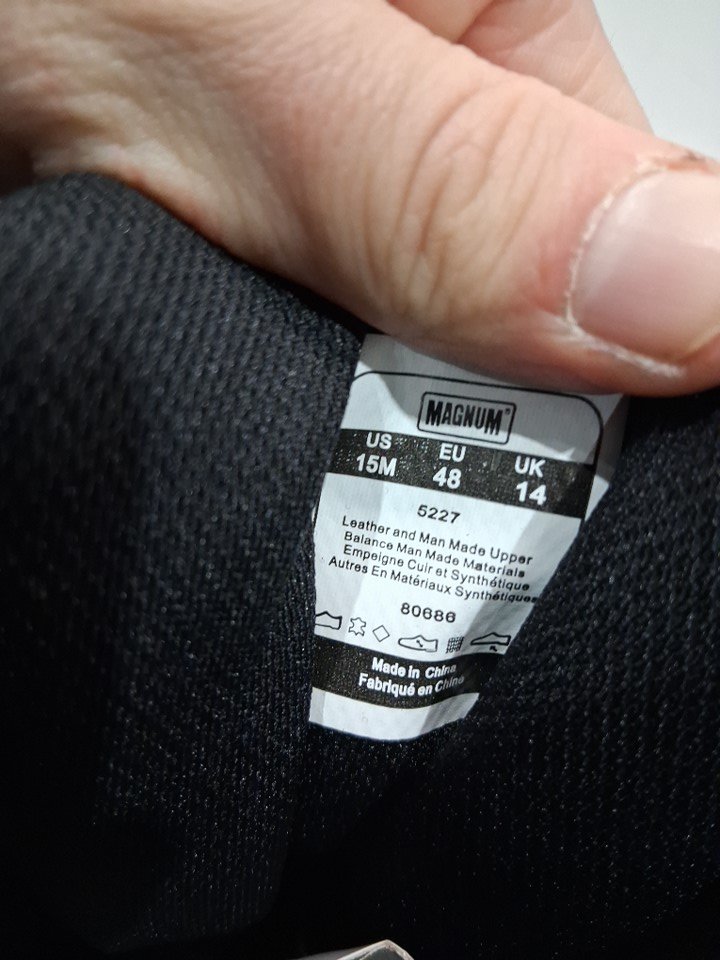 MAGNUM®
US EU UK
15M 48 14
5227
Leather and Man Made Upper
Balance Man Made Materials
Empeigne Cuir et Synthétique
Autres En Matériaux Synthétiques
80686
Made in China
Fabriqué en Chine